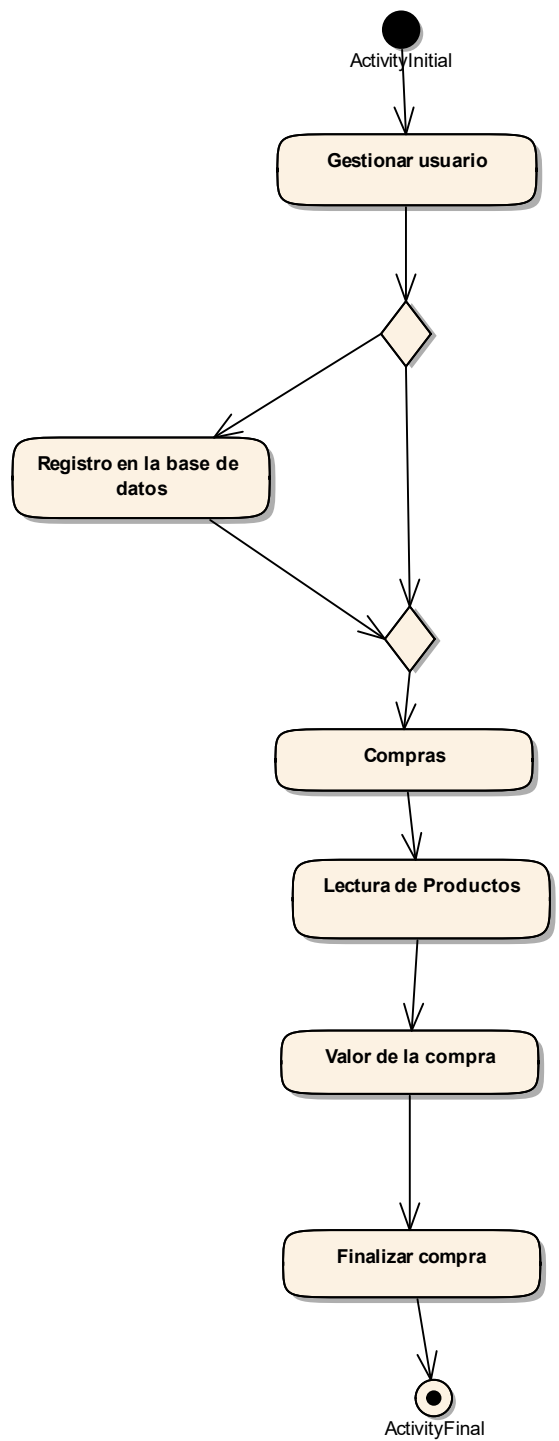 ActivityInitial
Gestionar usuario
Registro en la base de
datos
Compras
Lectura de Productos
Valor de la compra
Finalizar compra
ActivityFinal